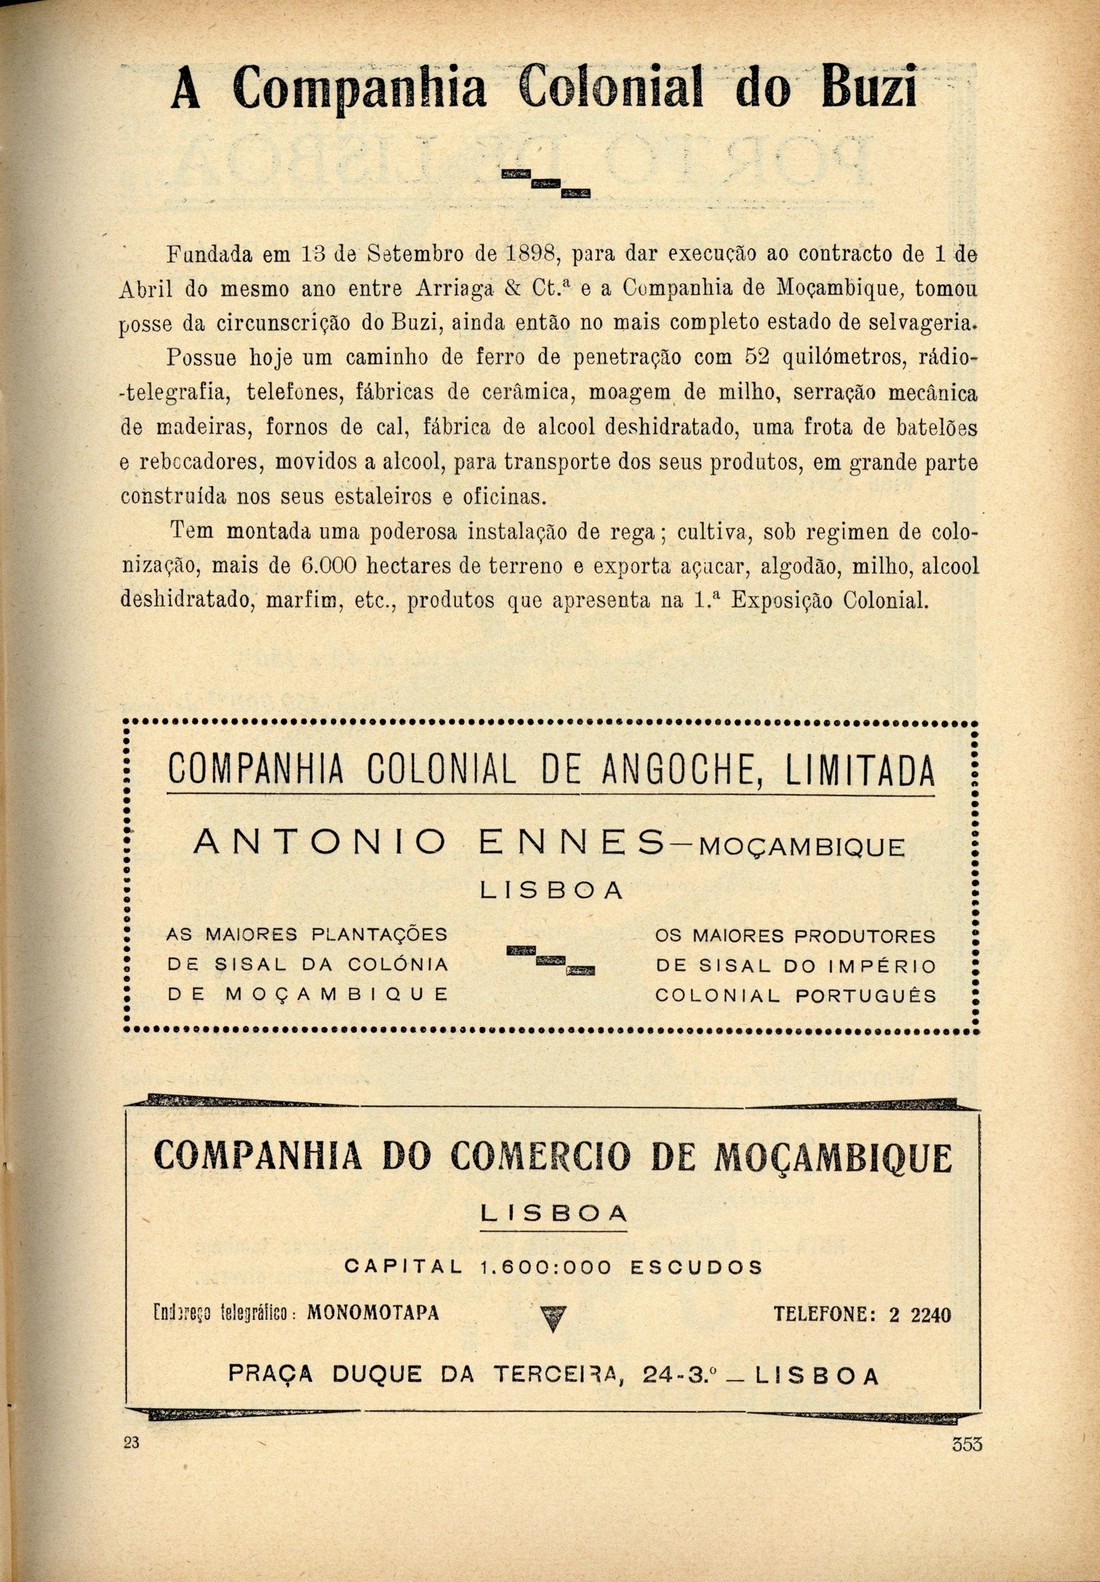 A Companhia Colonial do Buzi
Fundada em 13 de Setembro de 1898, para dar execução ao contracto de 1 de
Abril do mesmo ano entre Arriaga & Ct.ª e a Companhia de Moçambique, tomou
posse da circunscrição do Buzi, ainda então no mais completo estado de selvageria.
Possue hoje um caminho de ferro de penetração com 52 quilómetros, rádio-
-telegrafia, telefones, fábricas de cerâmica, moagem de milho, serração mecânica
de madeiras, fornos de cal, fábrica de alcool deshidratado, uma frota de batelões
e rebocadores, movidos a alcool, para transporte dos seus produtos, em grande parte
construída nos seus estaleiros e oficinas.
Tem montada uma poderosa instalação de rega; cultiva, sob regimen de colo-
nização, mais de 6.000 hectares de terreno e exporta açucar, algodão, milho, alcool
deshidratado, marfim, etc., produtos que apresenta na 1.ª Exposição Colonial.
COMPANHIA COLONIAL DE ANGOCHE, LIMITADA
ANTONIO ENNES—MOÇAMBIQUE
LISBOA
AS MAIORES PLANTAÇÕES
DE SISAL DA COLÓNIA
DE MOÇAMBIQUE
OS MAIORES PRODUTORES
DE SISAL DO IMPÉRIO
COLONIAL PORTUGUÊS
COMPANHIA DO COMERCIO DE MOÇAMBIQUE
LISBOA
CAPITAL 1.600:000 ESCUDOS
Endereço telegráfico: MONOMOTAPA
TELEFONE: 2 2240
PRAÇA DUQUE DA TERCEIRA, 24-3.º — LISBOA
23
353